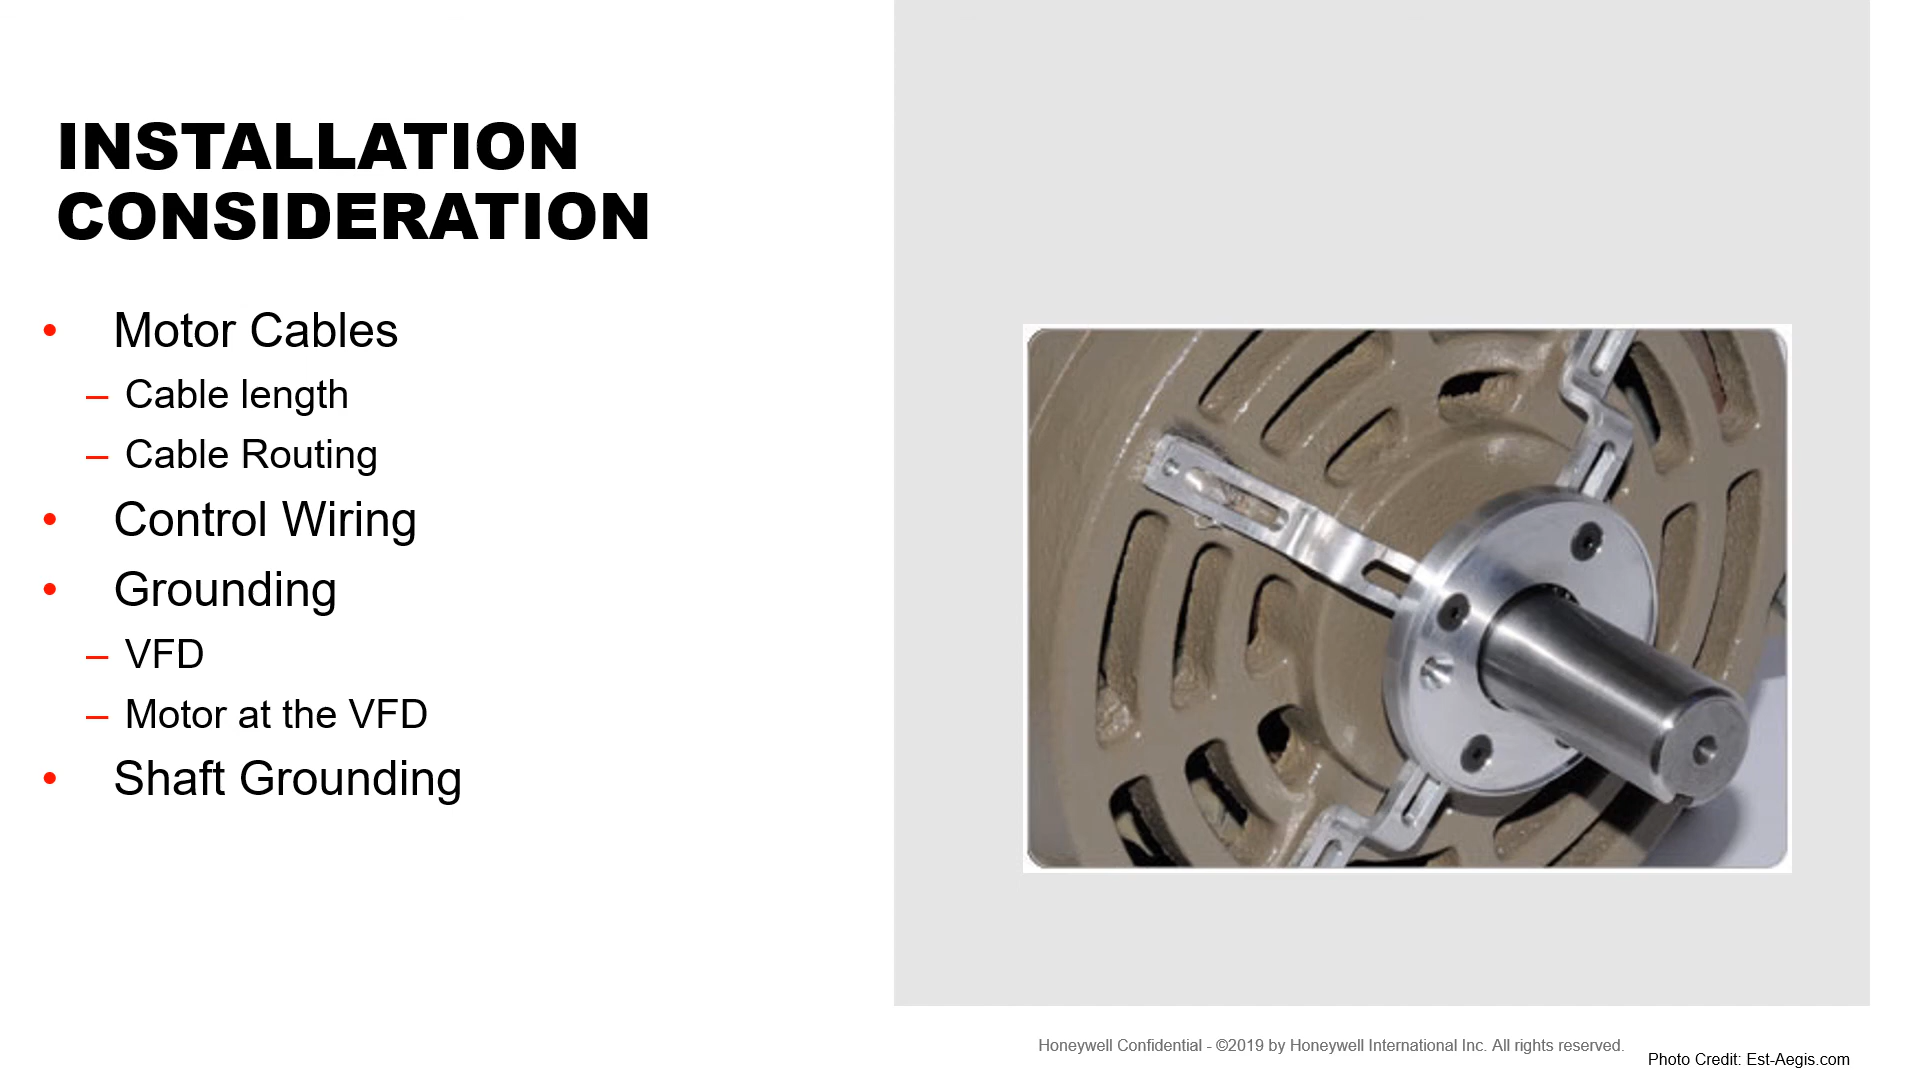 INSTALLATION
CONSIDERATION
• Motor Cables
– Cable length
– Cable Routing
• Control Wiring
• Grounding
– VFD
– Motor at the VFD
• Shaft Grounding
Honeywell Confidential - ©2019 by Honeywell International Inc. All rights reserved.
Photo Credit: Est-Aegis.com